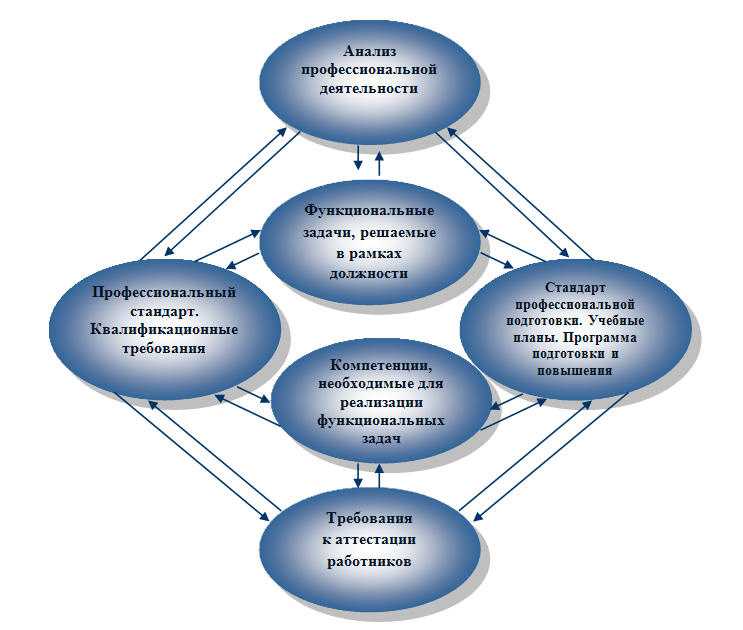 Анализ
профессиональной
деятельности
Функциональные
задачи, решаемые
в рамках
должности
Профессиональный
стандарт.
Квалификационные
требования
Стандарт
профессиональной
подготовки. Учебные
планы. Программа
подготовки и
повышения
Компетенции,
необходимые для
реализации
функциональных
задач
Требования
к аттестации
работников